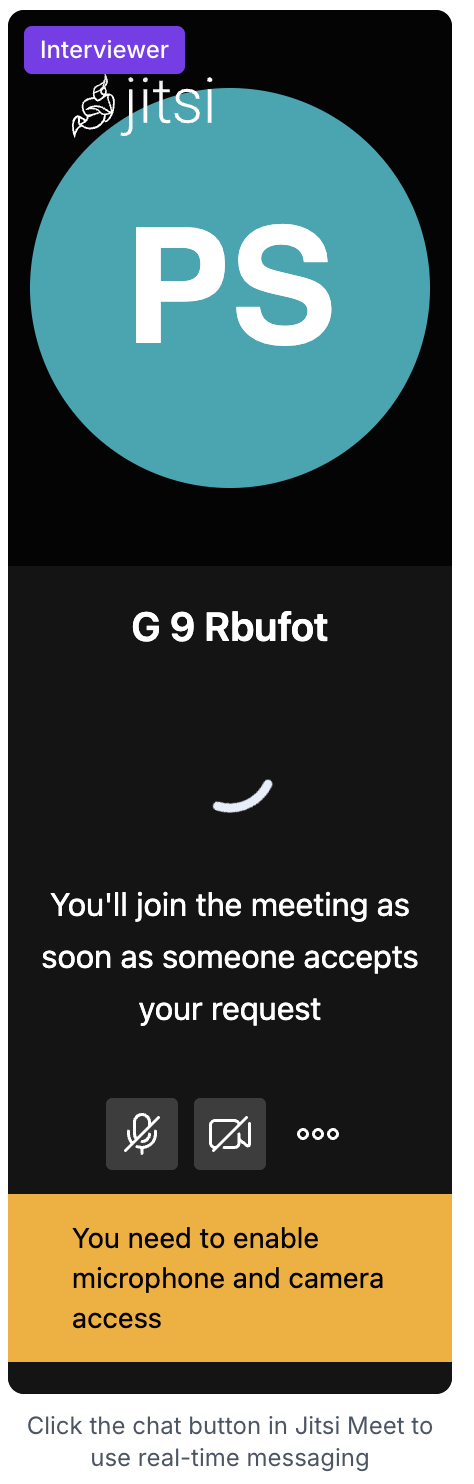 Interviewer
jitsi
PS
G 9 Rbufot
You'll join the meeting as
soon as someone accepts
your request
You need to enable
microphone and camera
access
Click the chat button in Jitsi Meet to
use real-time messaging